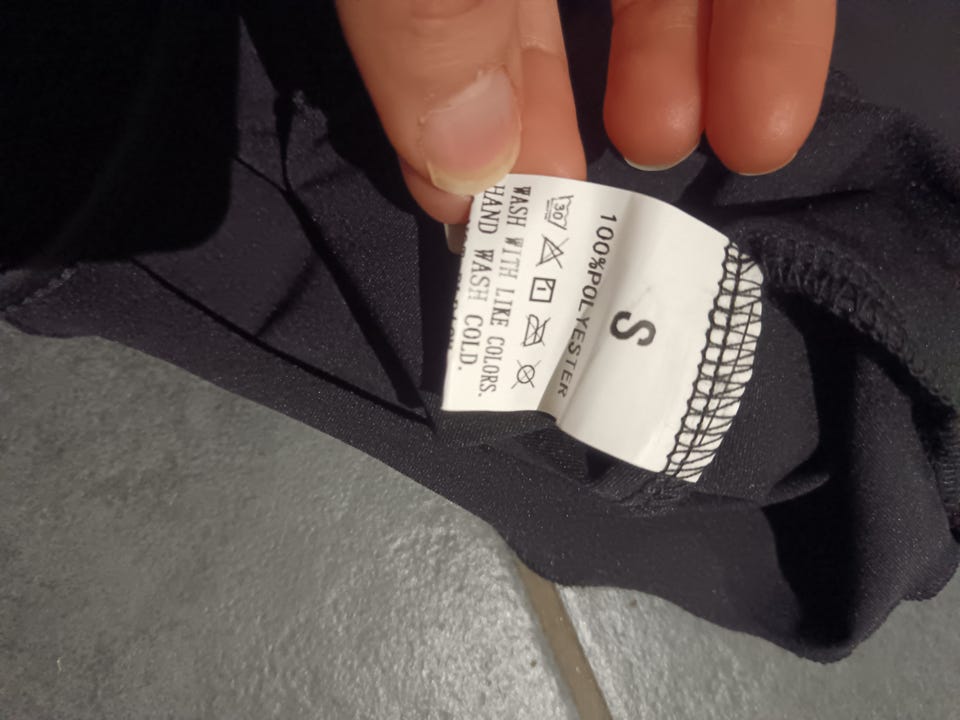 S
100%POLYESTER
30
WASH WITH LIKE COLORS.
HAND WASH COLD.